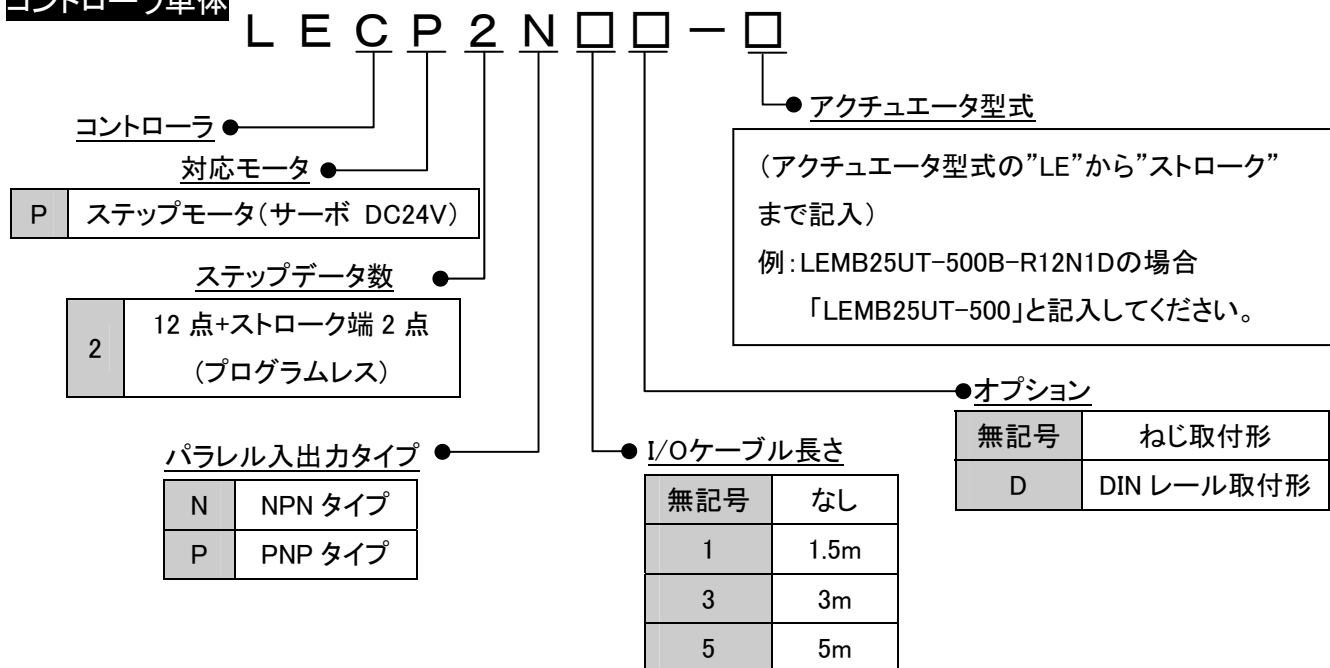 コントローラ単体
LECP2N□□－□
アクチュエータ型式
（アクチュエータ型式の”LE”から”ストローク”
まで記入）
例：LEMB25UT-500B-R12N1Dの場合
「LEMB25UT-500」と記入してください。
コントローラ
対応モータ
P ステップモータ（サーボ DC24V）
ステップデータ数
2 12 点+ストローク端 2 点
（プログラムレス）
パラレル入出力タイプ
N NPN タイプ
P PNP タイプ
I/Oケーブル長さ
無記号 なし
1 1.5m
3 3m
5 5m
オプション
無記号 ねじ取付形
D DIN レール取付形